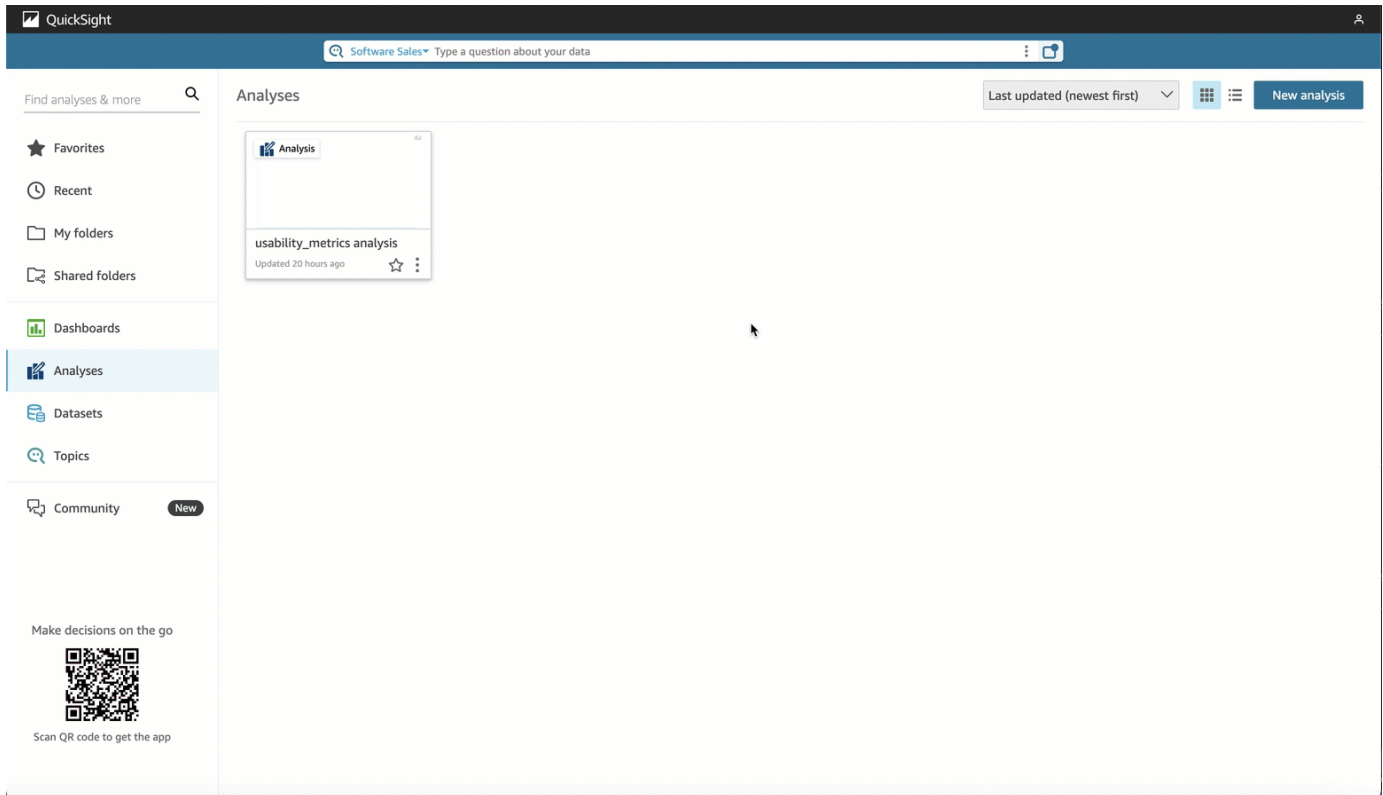 QuickSight
Software Sales Type a question about your data
Find analyses & more
Favorites
Recent
My folders
Shared folders
Dashboards
Analyses
Datasets
Topics
Community New
Make decisions on the go
Scan QR code to get the app
Analyses
Last updated (newest first)
New analysis
Analysis
usability_metrics analysis
Updated 20 hours ago